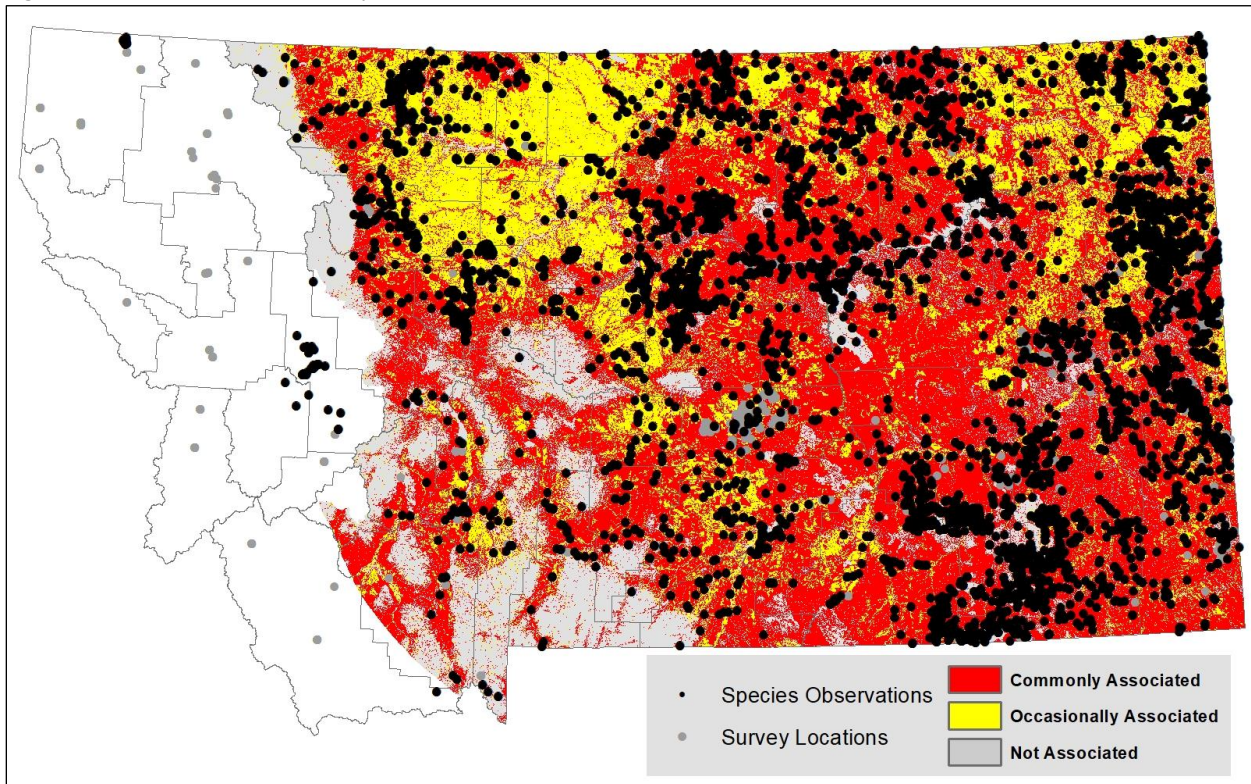 Species Observations
Survey Locations
Commonly Associated
Occasionally Associated
Not Associated